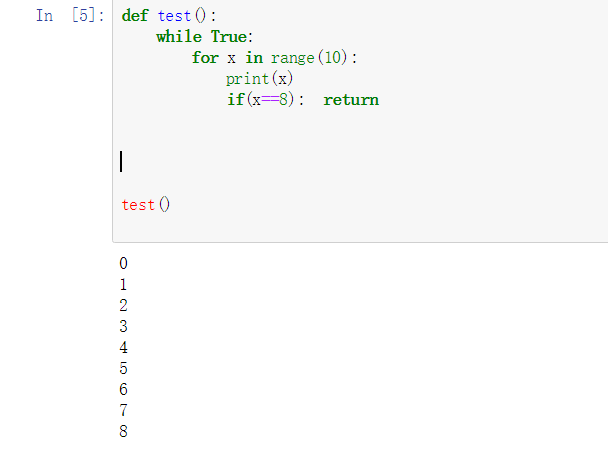 In [5]: def test():
while True:
for x in range(10):
print(x)
if(x==8): return
test()
0
1
2
3
4
5
6
7
8